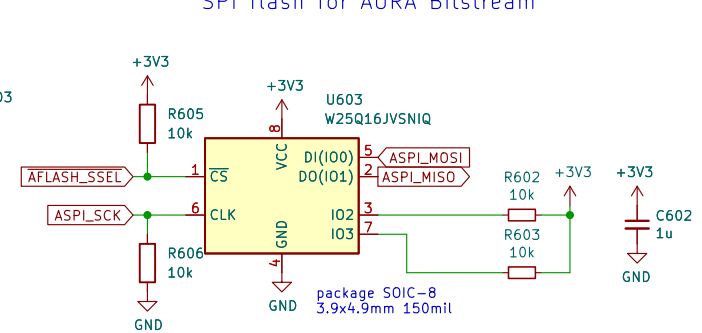 SPI flash for AURA Bitstream
+3V3
R605
10k
+3V3
U603
W25Q16JVSNIQ
8
VCC
AFLASH_SSEL
1
CS
DI(IO0)
5
ASPI_MOSI
DO(IO1)
2
ASPI_MISO
ASPI_SCK
6
CLK
IO2
3
IO3
7
R602
10k
+3V3
R603
10k
+3V3
C602
1u
GND
R606
10k
GND
GND
4
GND
package SOIC-8
3.9x4.9mm 150mil